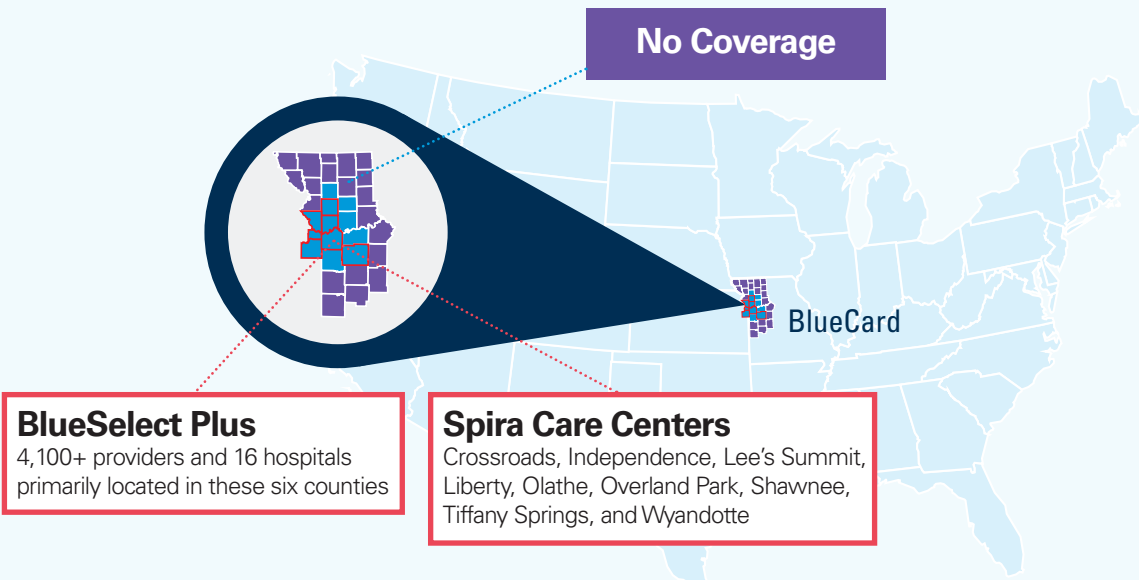 No Coverage
BlueCard
BlueSelect Plus
4,100+ providers and 16 hospitals
primarily located in these six counties
Spira Care Centers
Crossroads, Independence, Lee's Summit,
Liberty, Olathe, Overland Park, Shawnee,
Tiffany Springs, and Wyandotte